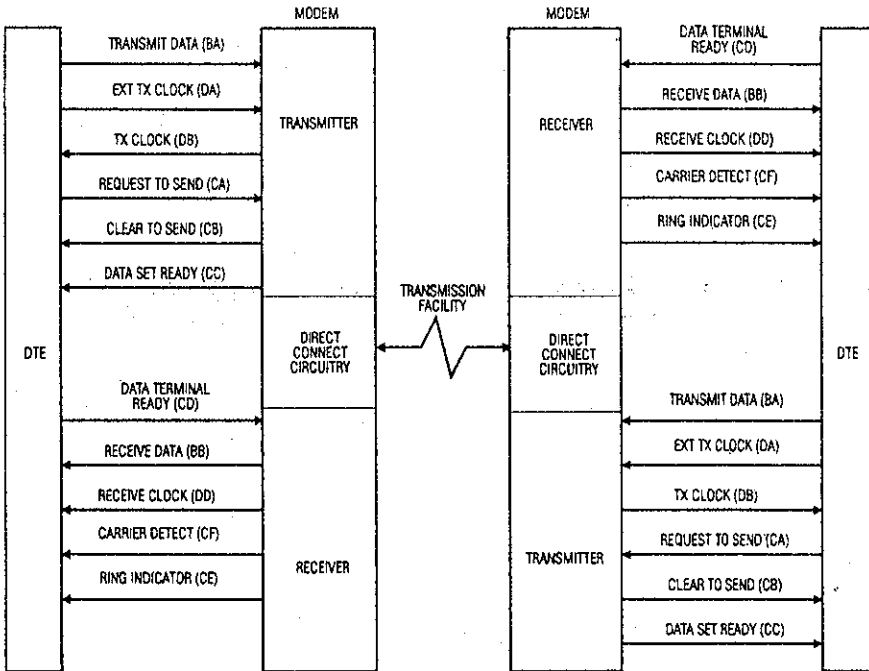 MODEM
MODEM
TRANSMIT DATA (BA)
EXT TX CLOCK (DA)
TX CLOCK (DB)
REQUEST TO SEND (CA)
CLEAR TO SEND (CB)
DATA SET READY (CC)
DTE
DATA TERMINAL
READY (CD)
RECEIVE DATA (BB)
RECEIVE CLOCK (DD)
CARRIER DETECT (CF)
RING INDICATOR (CE)
TRANSMITTER
DIRECT
CONNECT
CIRCUITRY
RECEIVER
TRANSMISSION
FACILITY
RECEIVER
DIRECT
CONNECT
CIRCUITRY
TRANSMITTER
DATA TERMINAL
READY (CD)
RECEIVE DATA (BB)
RECEIVE CLOCK (DD)
CARRIER DETECT (CF)
RING INDICATOR (CE)
TRANSMIT DATA (BA)
EXT TX CLOCK (DA)
TX CLOCK (DB)
REQUEST TO SEND (CA)
CLEAR TO SEND (CB)
DATA SET READY (CC)
DTE